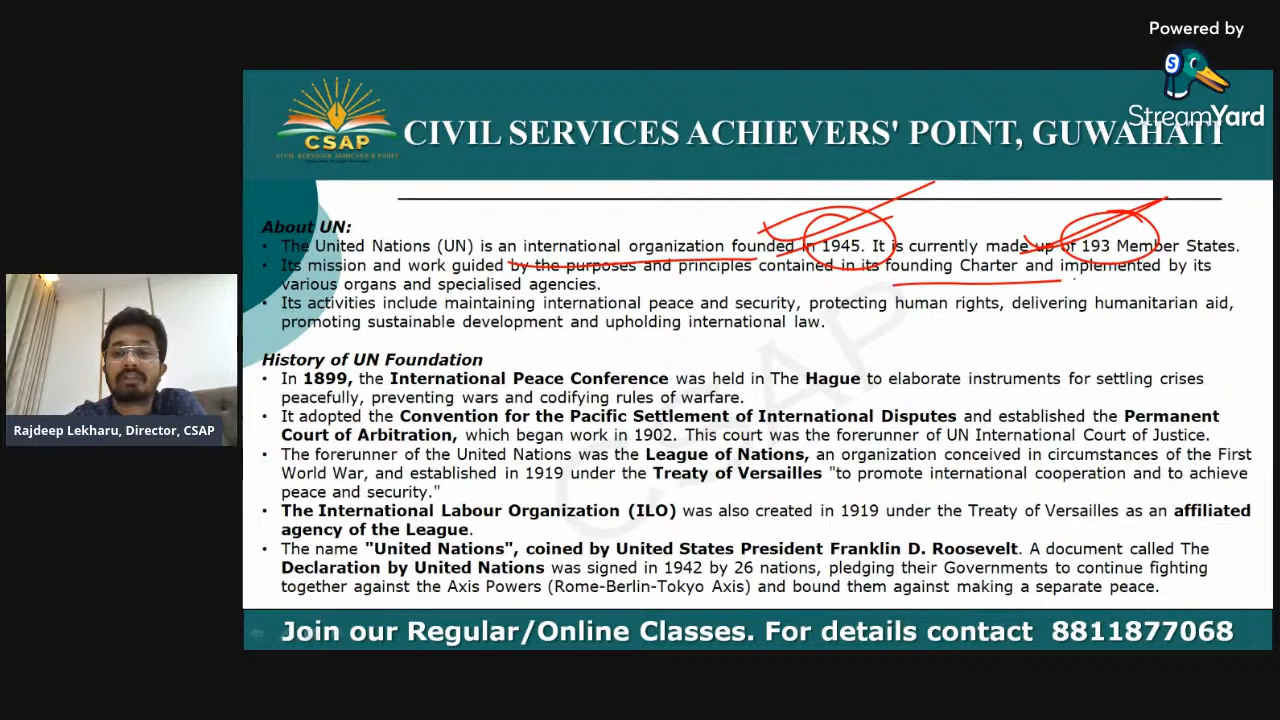 Powered by
StreamYard
CSAP
CIVIL SERVICES ACHIEVER'S POINT
CIVIL SERVICES ACHIEVERS' POINT, GUWAHATI
About UN:
• The United Nations (UN) is an international organization founded in 1945. It is currently made up of 193 Member States.
• Its mission and work guided by the purposes and principles contained in its founding Charter and implemented by its
various organs and specialised agencies.
• Its activities include maintaining international peace and security, protecting human rights, delivering humanitarian aid,
promoting sustainable development and upholding international law.
History of UN Foundation
• In 1899, the International Peace Conference was held in The Hague to elaborate instruments for settling crises
peacefully, preventing wars and codifying rules of warfare.
• It adopted the Convention for the Pacific Settlement of International Disputes and established the Permanent
Court of Arbitration, which began work in 1902. This court was the forerunner of UN International Court of Justice.
• The forerunner of the United Nations was the League of Nations, an organization conceived in circumstances of the First
World War, and established in 1919 under the Treaty of Versailles "to promote international cooperation and to achieve
peace and security."
• The International Labour Organization (ILO) was also created in 1919 under the Treaty of Versailles as an affiliated
agency of the League.
• The name "United Nations", coined by United States President Franklin D. Roosevelt. A document called The
Declaration by United Nations was signed in 1942 by 26 nations, pledging their Governments to continue fighting
together against the Axis Powers (Rome-Berlin-Tokyo Axis) and bound them against making a separate peace.
CSAP
Rajdeep Lekharu, Director, CSAP
Join our Regular/Online Classes. For details contact 8811877068